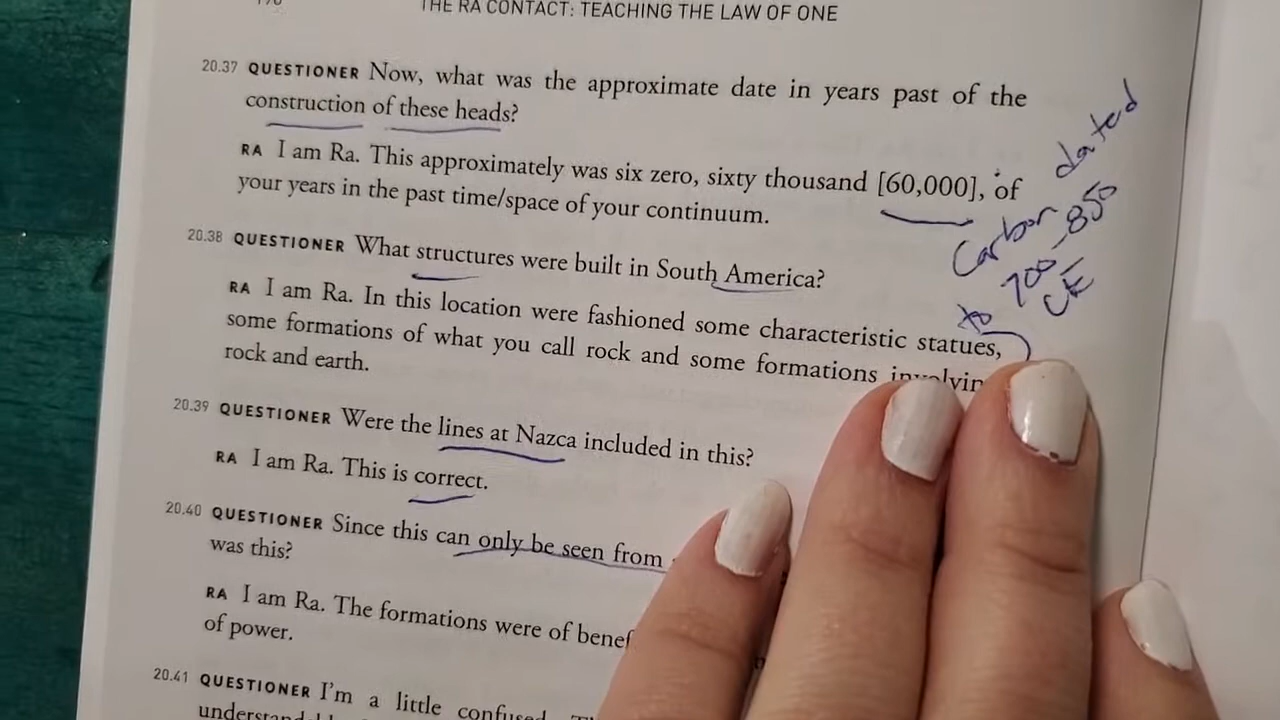 THE RA CONTACT: TEACHING THE LAW OF ONE
20.37 QUESTIONER Now, what was the approximate date in years past of the
construction of these heads?
RA I am Ra. This approximately was six zero, sixty thousand [60,000], of
your years in the past time/space of your continuum.
20.38 QUESTIONER What structures were built in South America?
RA I am Ra. In this location were fashioned some characteristic statues,
some formations of what you call rock and some formations involvin
rock and earth.
20.39 QUESTIONER Were the lines at Nazca included in this?
RA I am Ra. This is correct.
20.40 QUESTIONER Since this can only be seen from
was this?
RA I am Ra. The formations were of benef
of power.
20.41 QUESTIONER I'm a little confused.
Carbon dated
to 700-850
CE